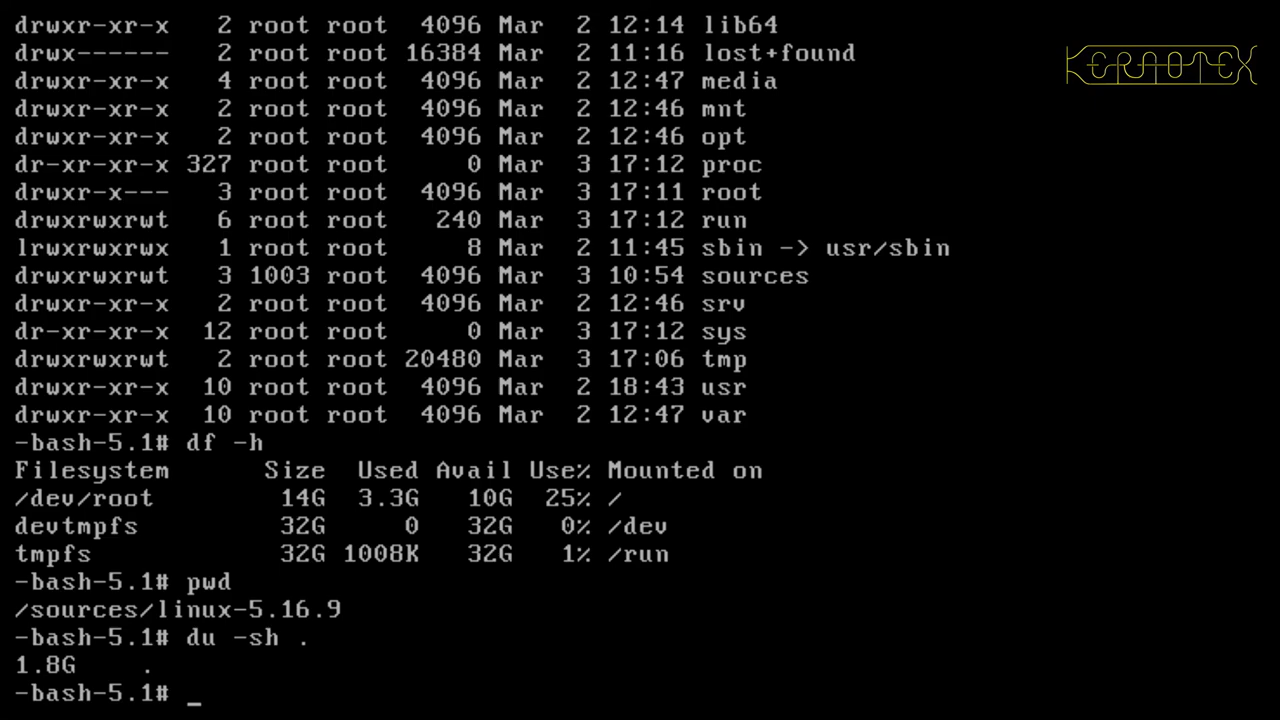 drwxr-xr-x   2 root root  4096 Mar  2 12:14 lib64
drwx------   2 root root 16384 Mar  2 11:16 lost+found
drwxr-xr-x   4 root root  4096 Mar  2 12:47 media
drwxr-xr-x   2 root root  4096 Mar  2 12:46 mnt
drwxr-xr-x   2 root root  4096 Mar  2 12:46 opt
dr-xr-xr-x 327 root root     0 Mar  3 17:12 proc
drwxr-x---   3 root root  4096 Mar  3 17:11 root
drwxrwxrwt   6 root root   240 Mar  3 17:12 run
lrwxrwxrwx   1 root root     8 Mar  2 11:45 sbin -> usr/sbin
drwxrwxrwt   3 1003 root  4096 Mar  3 10:54 sources
drwxr-xr-x   2 root root  4096 Mar  2 12:46 srv
dr-xr-xr-x  12 root root     0 Mar  3 17:12 sys
drwxrwxrwt   2 root root 20480 Mar  3 17:06 tmp
drwxr-xr-x  10 root root  4096 Mar  2 18:43 usr
drwxr-xr-x  10 root root  4096 Mar  2 12:47 var
-bash-5.1# df -h
Filesystem      Size  Used Avail Use% Mounted on
/dev/root        14G  3.3G   10G  25% /
devtmpfs         32G     0   32G   0% /dev
tmpfs            32G 1008K   32G   1% /run
-bash-5.1# pwd
/sources/linux-5.16.9
-bash-5.1# du -sh .
1.8G    .
-bash-5.1# _
KERNOTEX